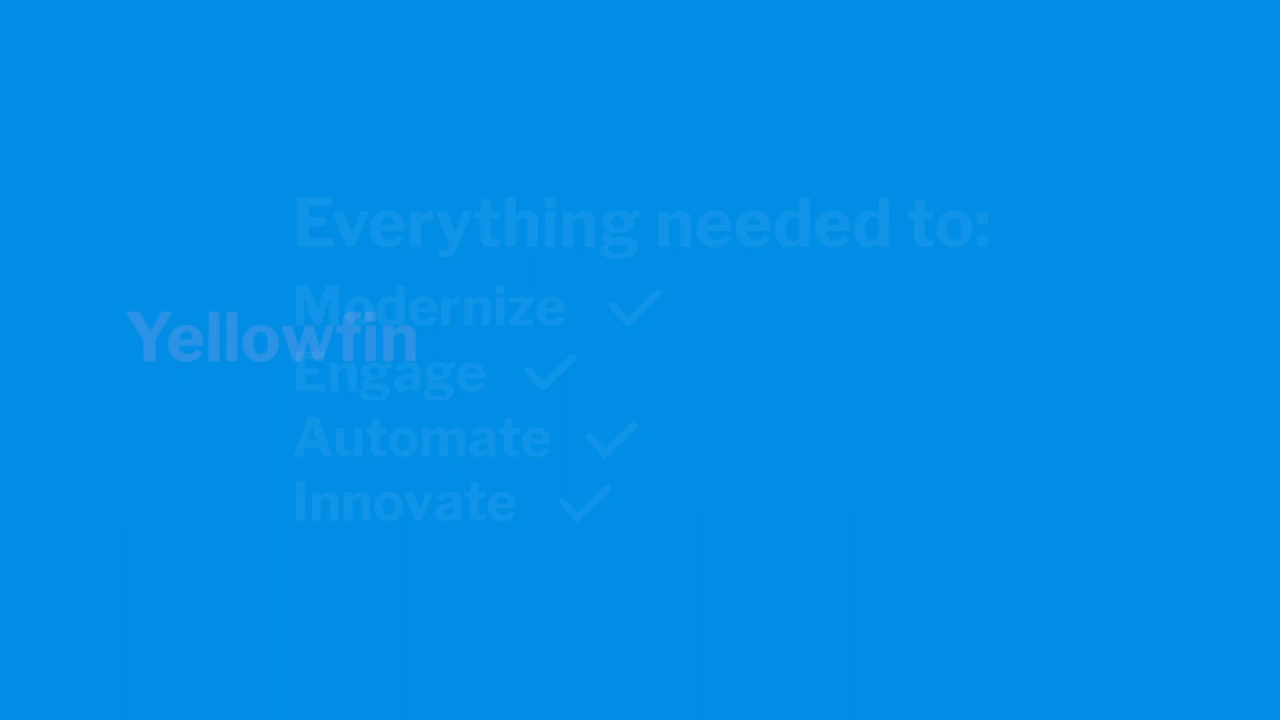 Everything needed to:
Modernize
Yellowfin
Engage
Automate
Innovate